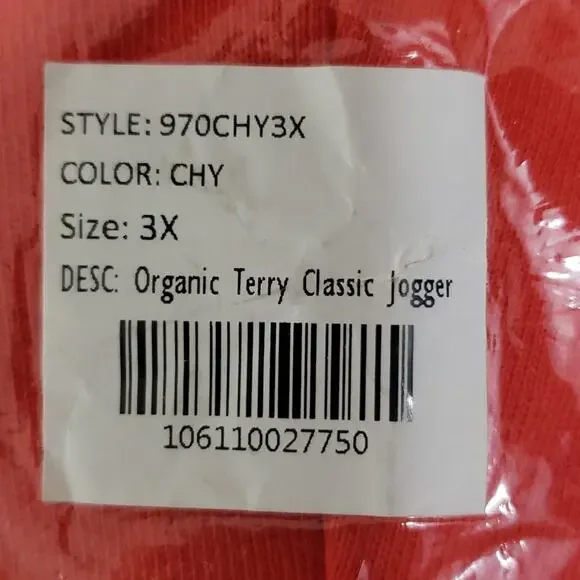 STYLE: 970CHY3X
COLOR: CHY
Size: 3X
DESC: Organic Terry Classic Jogger
106110027750